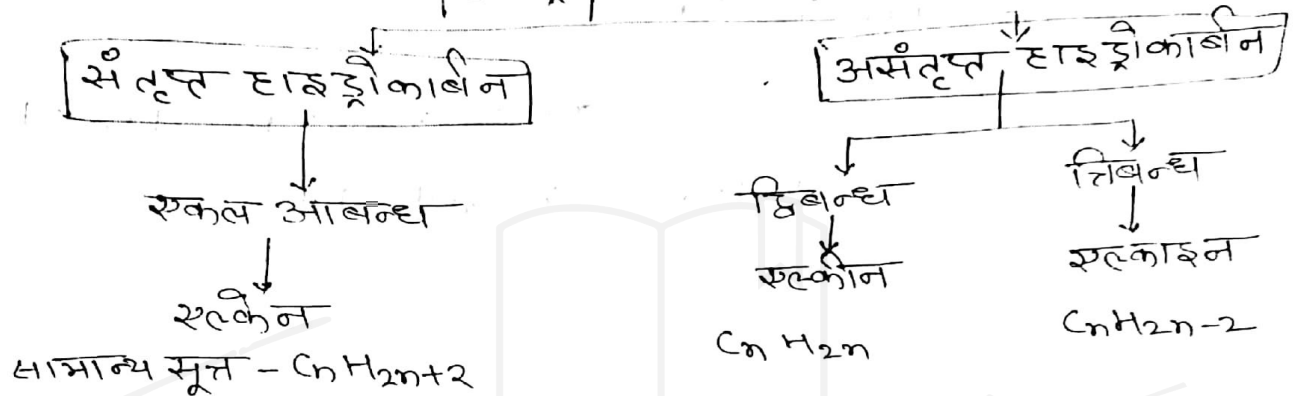 संतृप्त हाइड्रोकार्बन
असंतृप्त हाइड्रोकार्बन
एकल आबन्ध
द्विबन्ध
त्रिबन्ध
एल्केन
एल्कीन
एल्काइन
सामान्य सूत्र - CnH2n+2
CnH2n
CnH2n-2